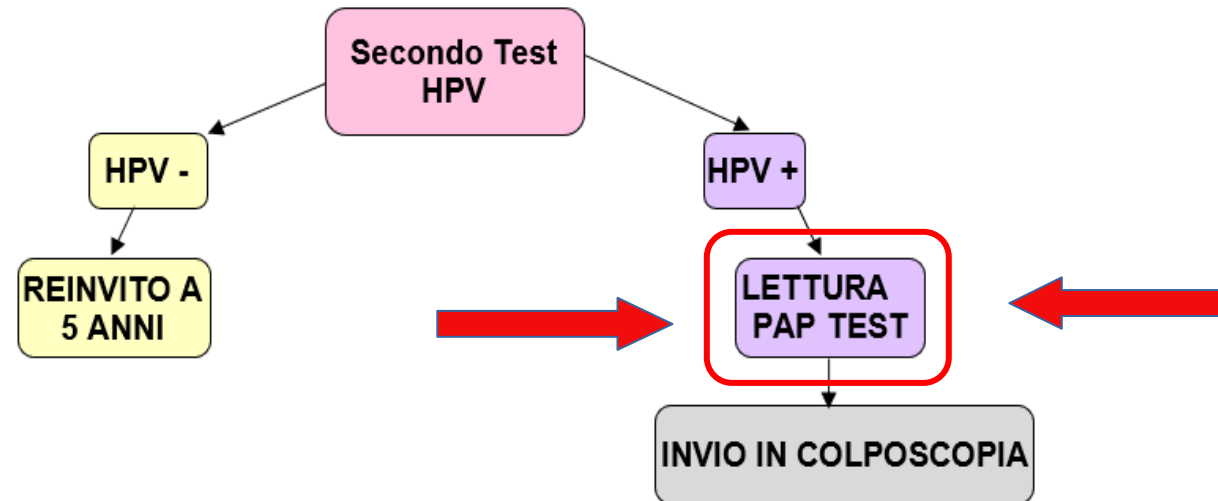 Secondo Test
HPV
HPV -
HPV +
REINVITO A
5 ANNI
LETTURA
PAP TEST
INVIO IN COLPOSCOPIA